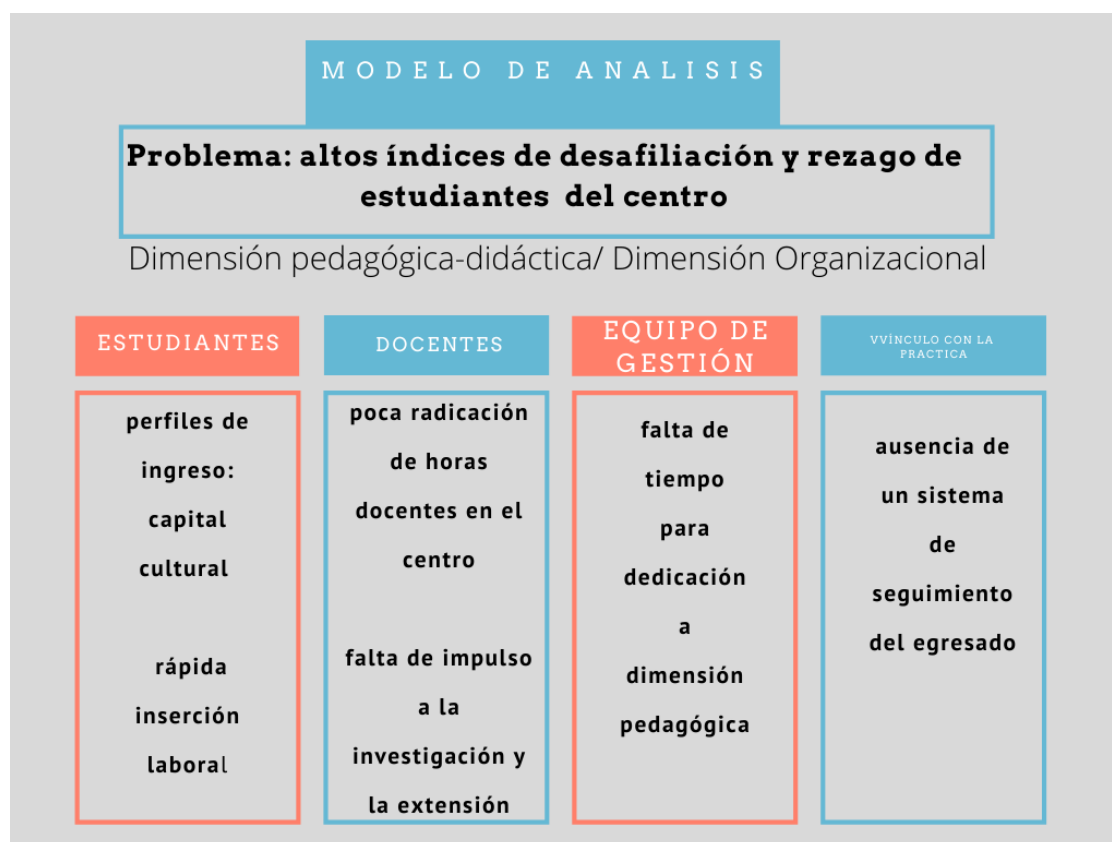 MODELO DE ANALISIS
Problema: altos índices de desafiliación y rezago de
estudiantes del centro
Dimensión pedagógica-didáctica/ Dimensión Organizacional
ESTUDIANTES
perfiles de
ingreso:
capital
cultural
rápida
inserción
laboral
DOCENTES
poca radicación
de horas
docentes en el
centro
falta de impulso
a la
investigación y
la extensión
EQUIPO DE
GESTIÓN
falta de
tiempo
para
dedicación
a
dimensión
pedagógica
VVÍNCULO CON LA
PRACTICA
ausencia de
un sistema
de
seguimiento
del egresado